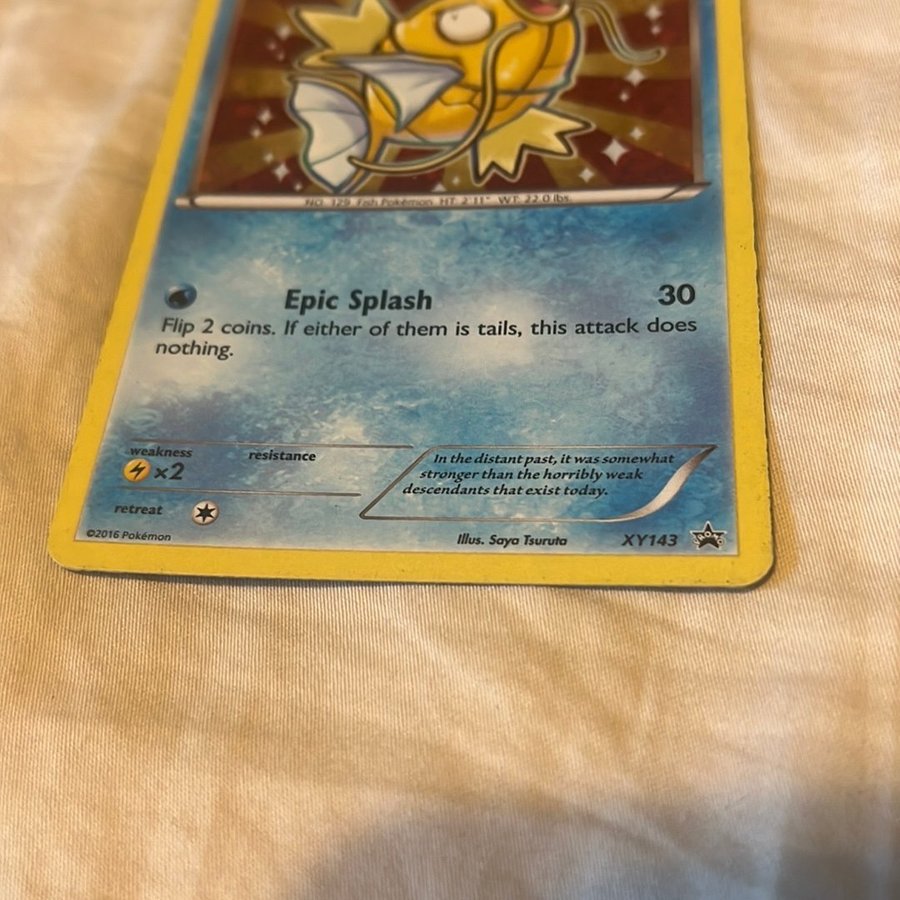 NO. 129 Fish Pokémon HT: 2'11" WT: 22.0 lbs.
Epic Splash 30
Flip 2 coins. If either of them is tails, this attack does
nothing.
weakness resistance
×2
In the distant past, it was somewhat
stronger than the horribly weak
descendants that exist today.
retreat
©2016 Pokémon Illus. Saya Tsuruta XY143 PROMO